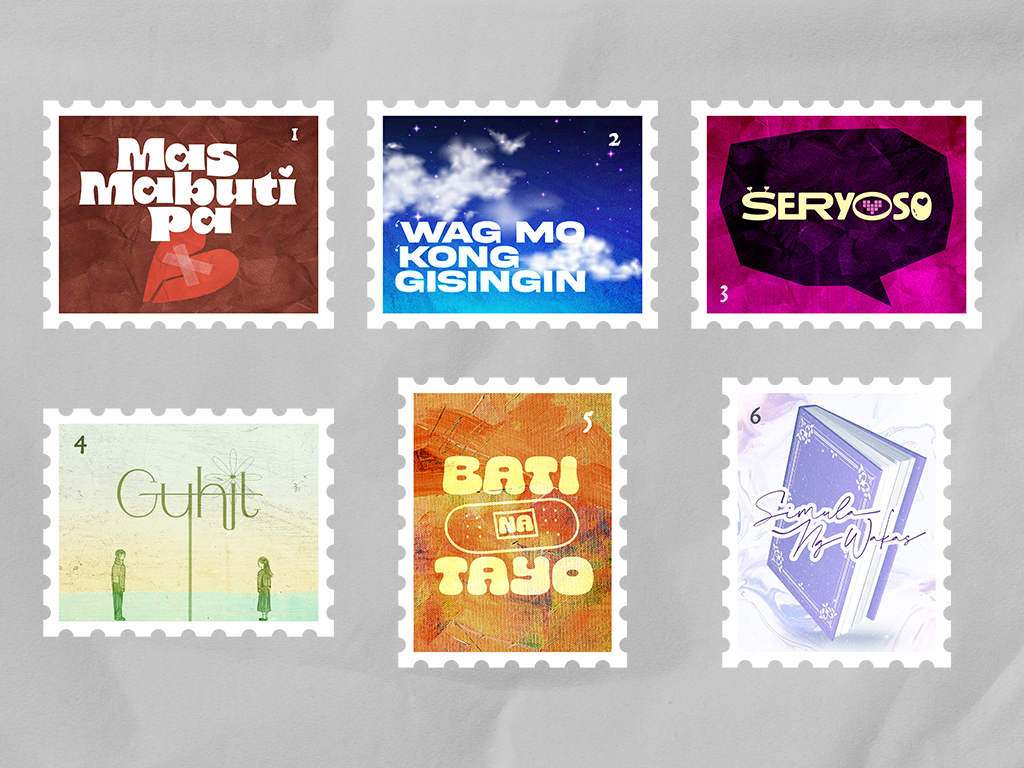 1
Mas
Mabuti
pa
2
WAG MO
KONG
GISINGIN
SERYOSO
3
4
Guhit
5
BATI
NA
TAYO
6
Simula
Ng Wakas